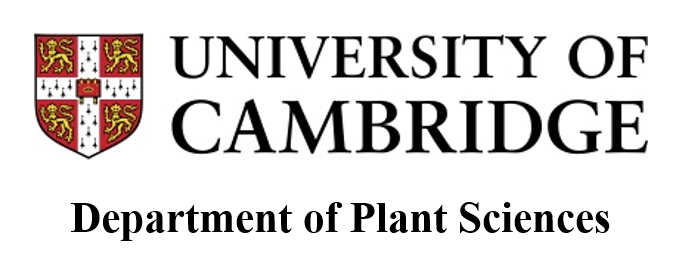 UNIVERSITY OF
CAMBRIDGE
Department of Plant Sciences